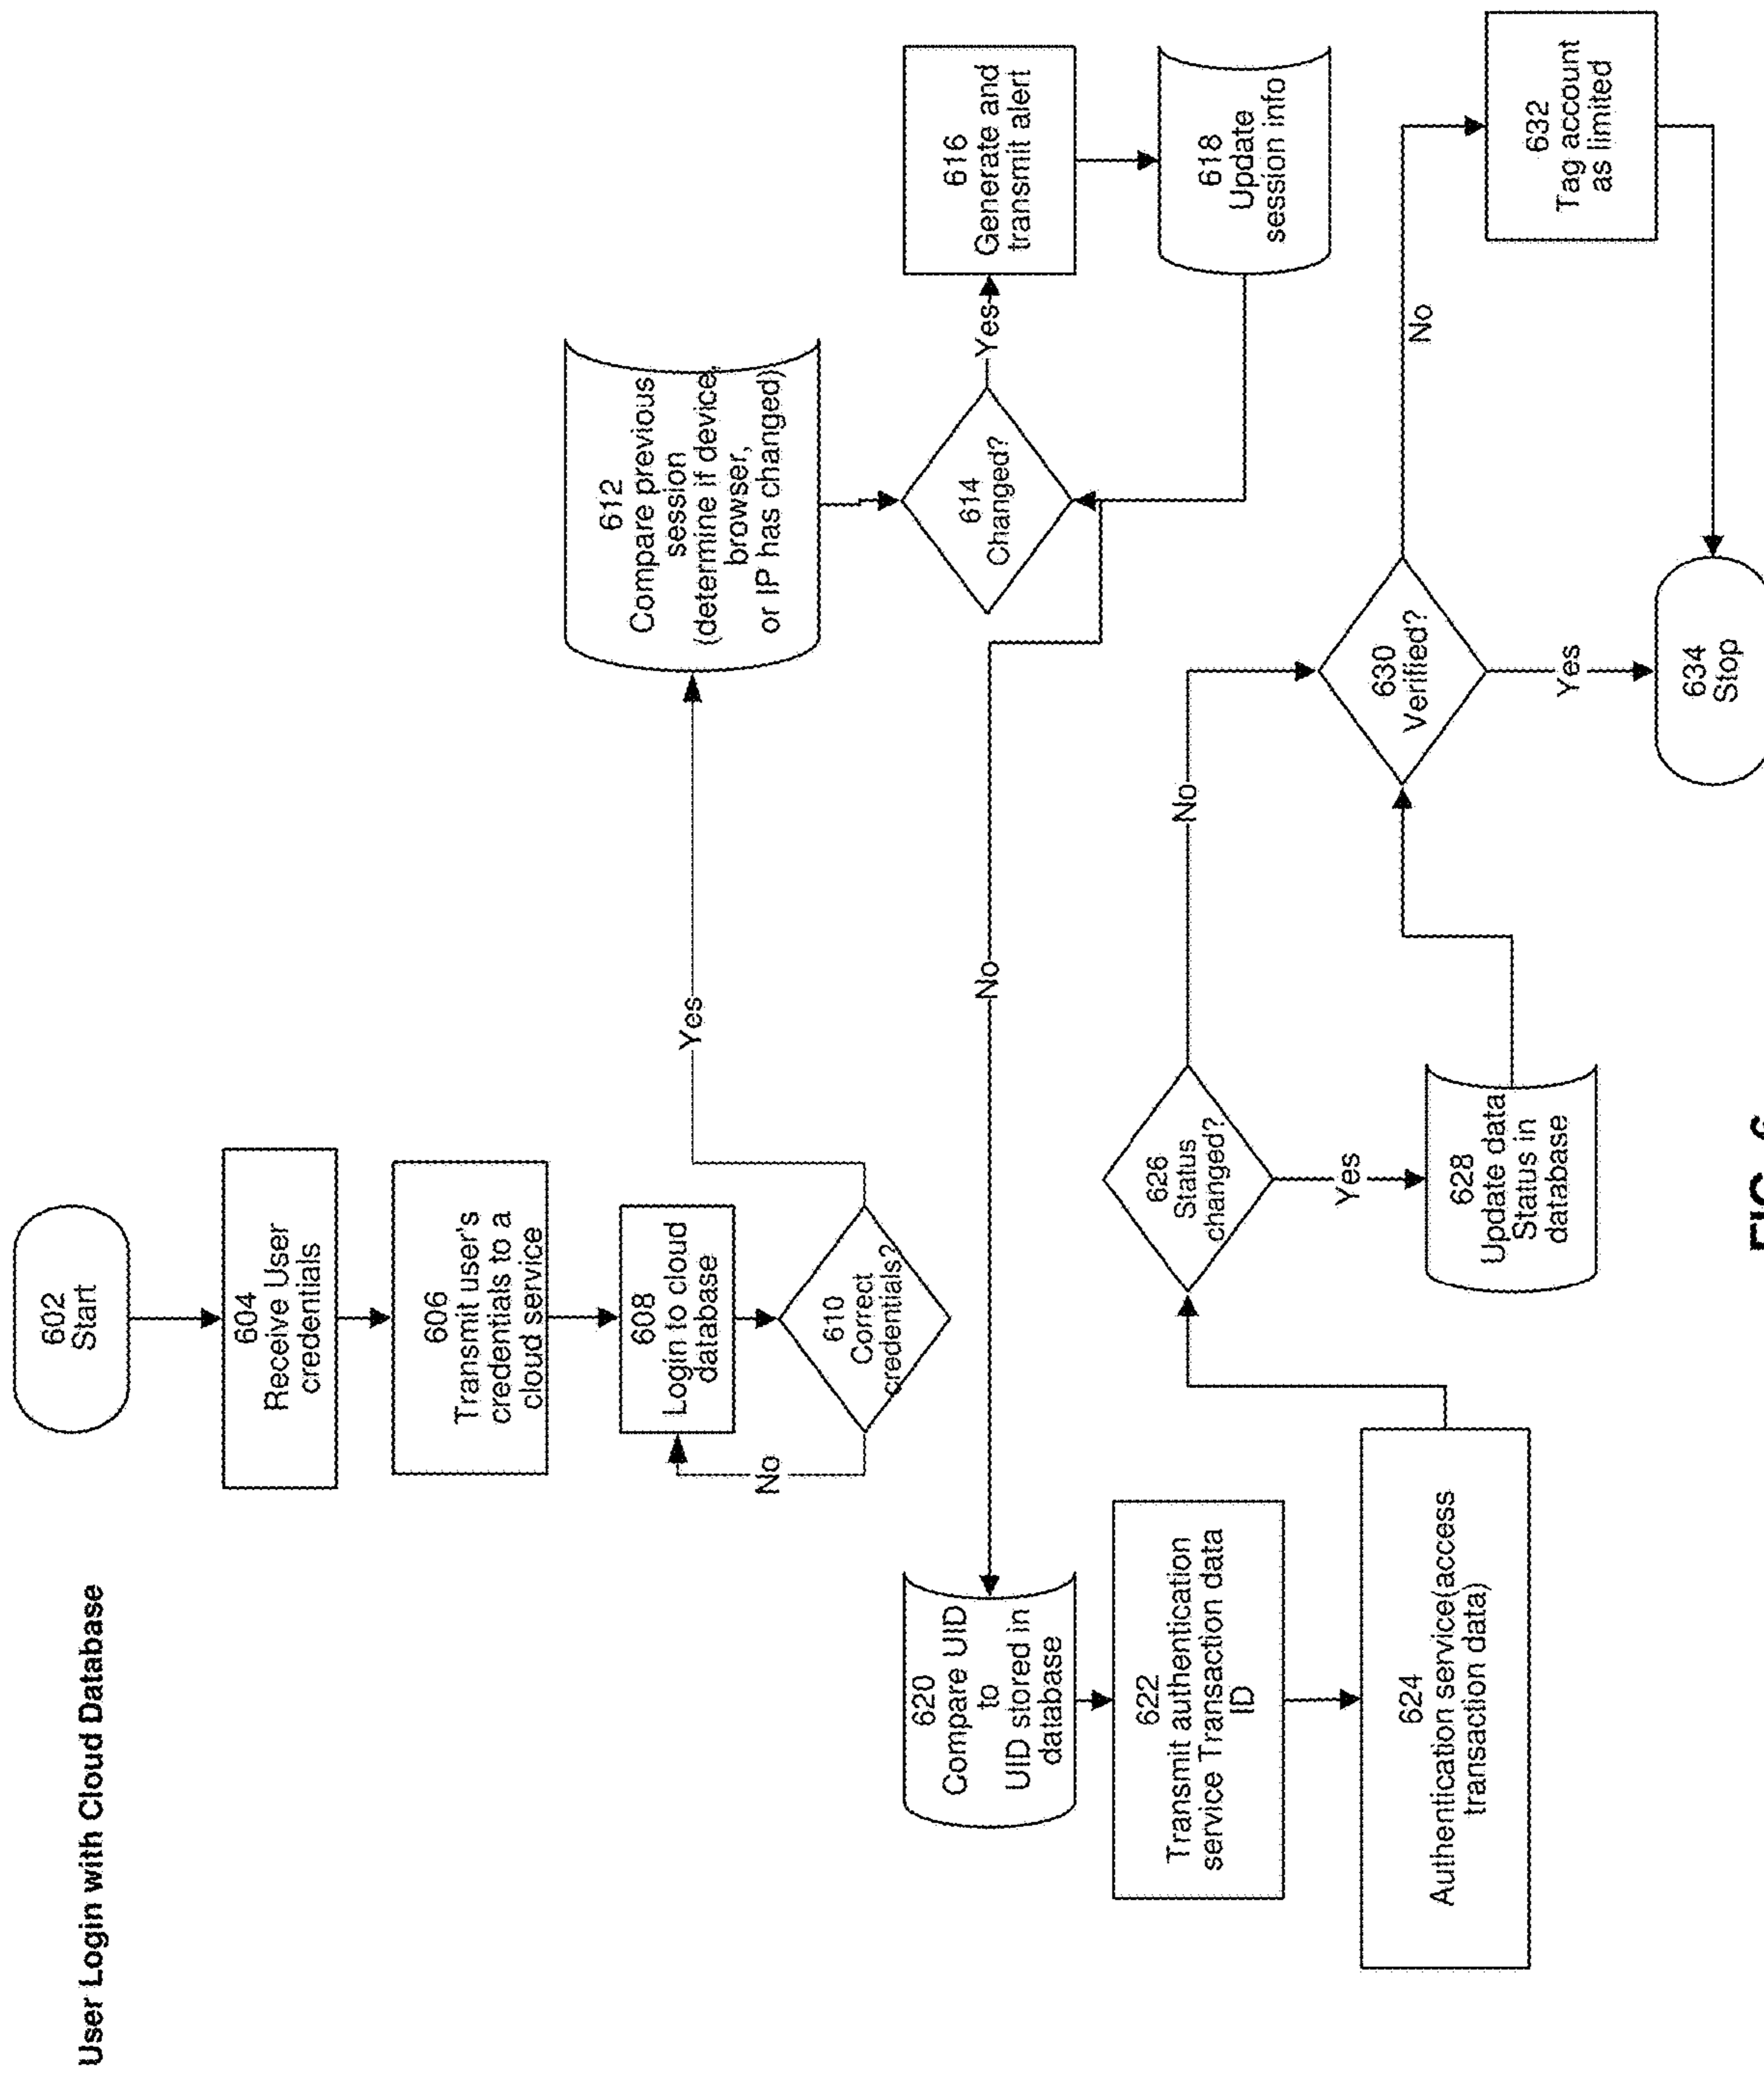 User Login with Cloud Database
602
Start
604
Receive User
credentials
606
Transmit user's
credentials to a
cloud service
608
Login to cloud
database
610
Correct
credentials?
No
Yes
612
Compare previous
session
(determine if device,
browser,
or IP has changed)
614
Changed?
Yes
616
Generate and
transmit alert
618
Update
session info
No
620
Compare UID
to
UID stored in
database
622
Transmit authentication
service Transaction data
ID
624
Authentication service(access
transaction data)
626
Status
changed?
Yes
No
628
Update data
Status in
database
630
Verified?
No
Yes
632
Tag account
as limited
634
Stop
FIG. 6